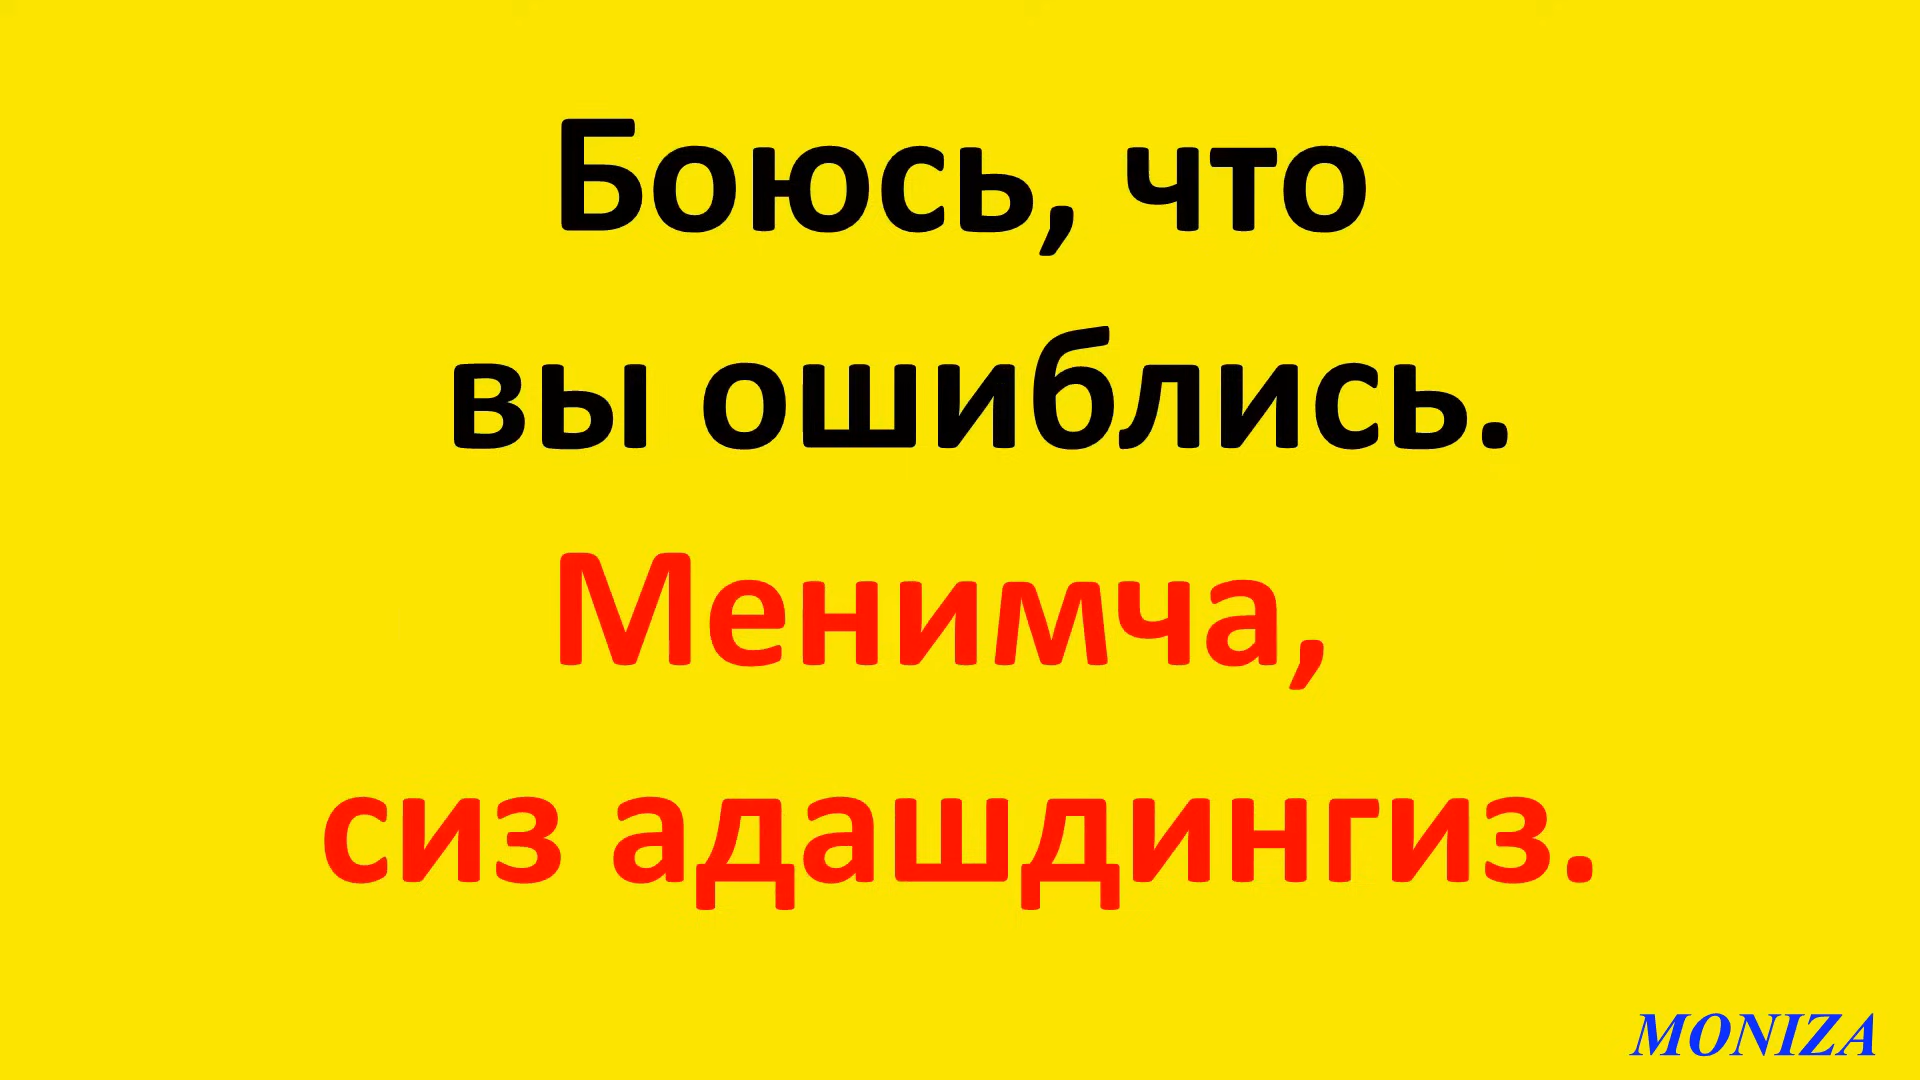 Боюсь, что
вы ошиблись.
Менимча,
сиз адашдингиз.
MONIZA